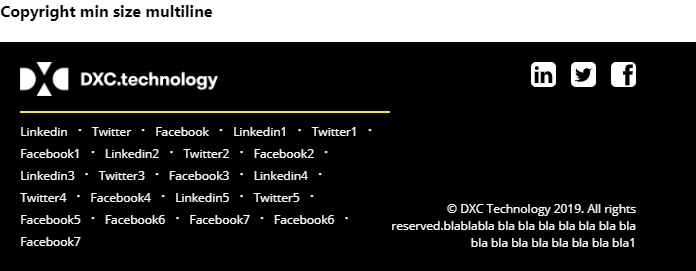 Copyright min size multiline
DXC.technology
Linkedin · Twitter · Facebook · Linkedin1 · Twitter1 ·
Facebook1 · Linkedin2 · Twitter2 · Facebook2 ·
Linkedin3 · Twitter3 · Facebook3 · Linkedin4 ·
Twitter4 · Facebook4 · Linkedin5 · Twitter5 ·
Facebook5 · Facebook6 · Facebook7 · Facebook6 ·
Facebook7
© DXC Technology 2019. All rights
reserved.blablabla bla bla bla bla bla bla bla
bla bla bla bla bla bla bla bla1